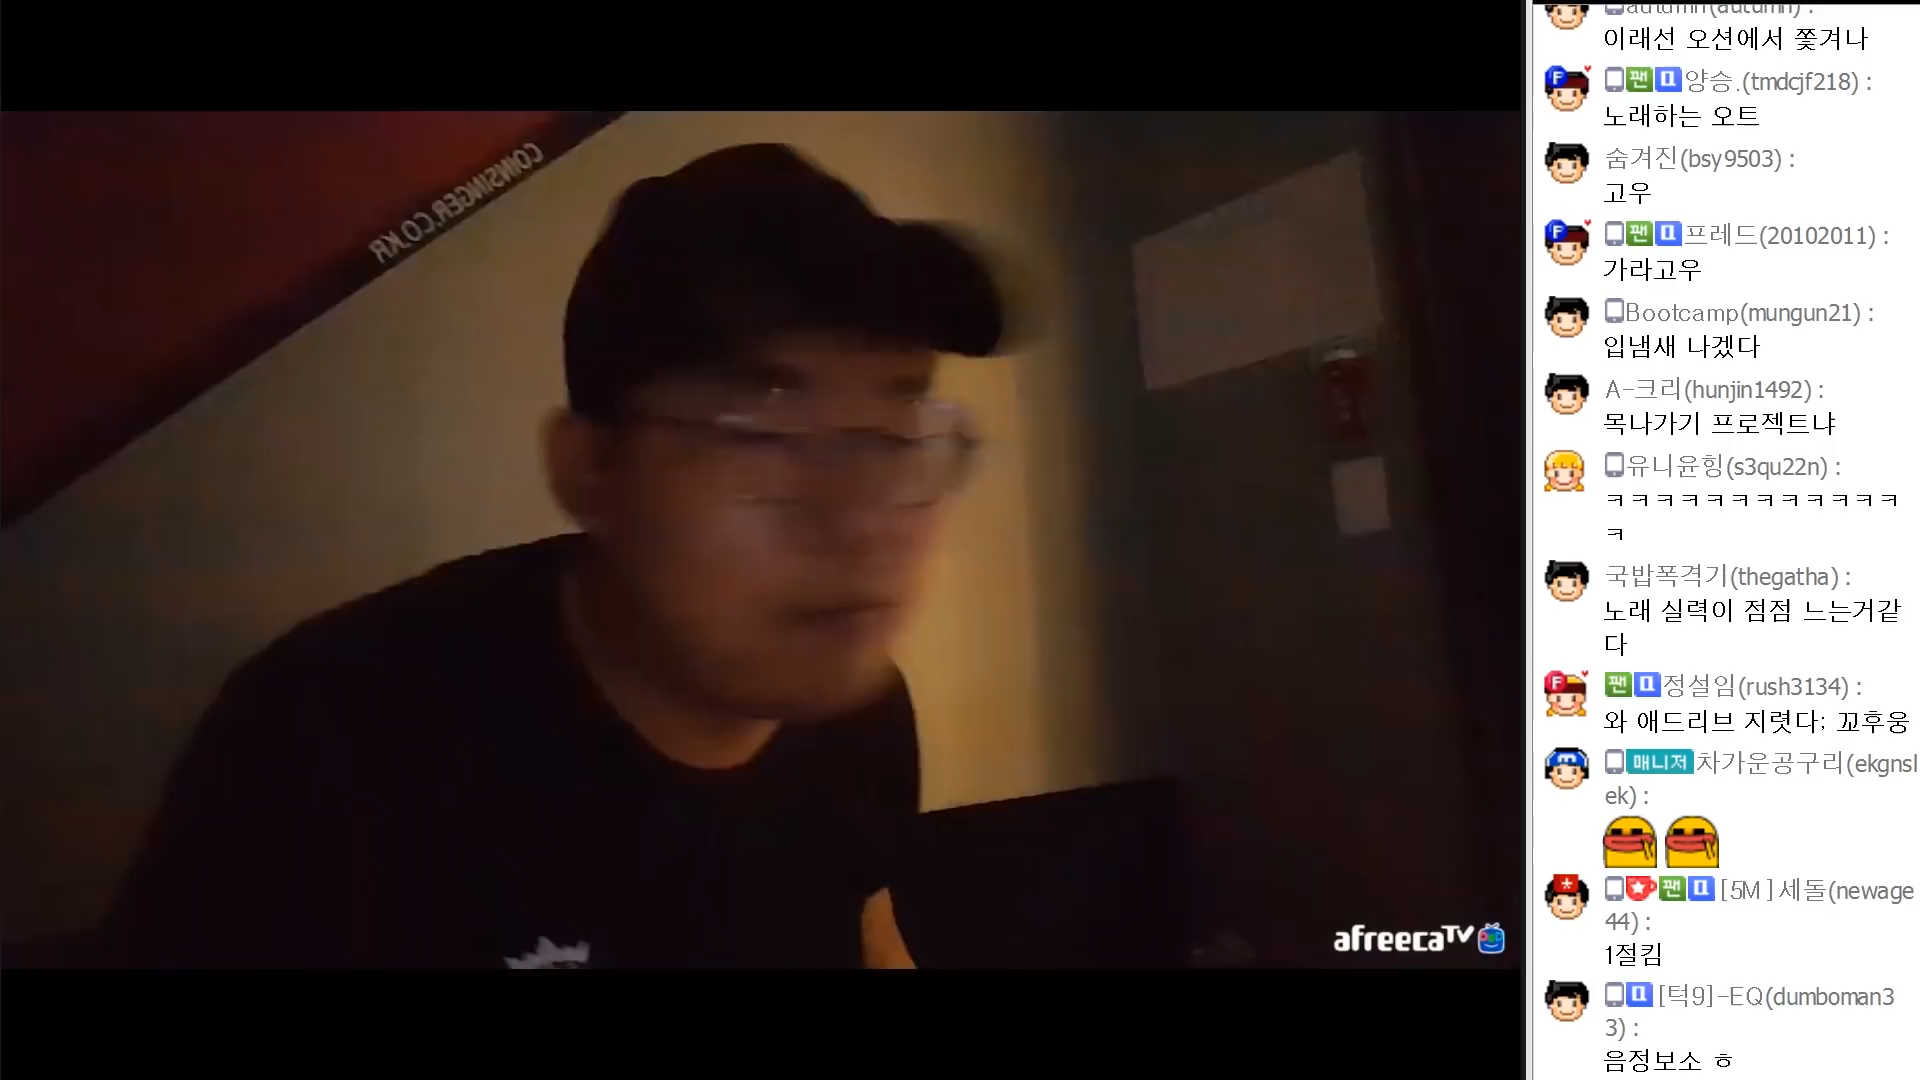 COINSINGER.CO.KR
afreecaTV
autumn(autumn) :
이래선 오션에서 쫓겨나
팬 양승.(tmdcjf218) :
노래하는 오트
숨겨진(bsy9503) :
고우
팬 프레드(20102011) :
가라고우
Bootcamp(mungun21) :
입냄새 나겠다
A-크리(hunjin1492) :
목나가기 프로젝트냐
유니윤힝(s3qu22n) :
ㅋㅋㅋㅋㅋㅋㅋㅋㅋㅋㅋㅋ
ㅋ
국밥폭격기(thegatha) :
노래 실력이 점점 느는거같
다
팬 정설임(rush3134) :
와 애드리브 지렷다; 꼬후웅
매니저 차가운공구리(ekgnsl
ek) :
팬 [5M]세돌(newage
44) :
1절킴
[턱9]-EQ(dumboman3
3) :
음정보소 ㅎ